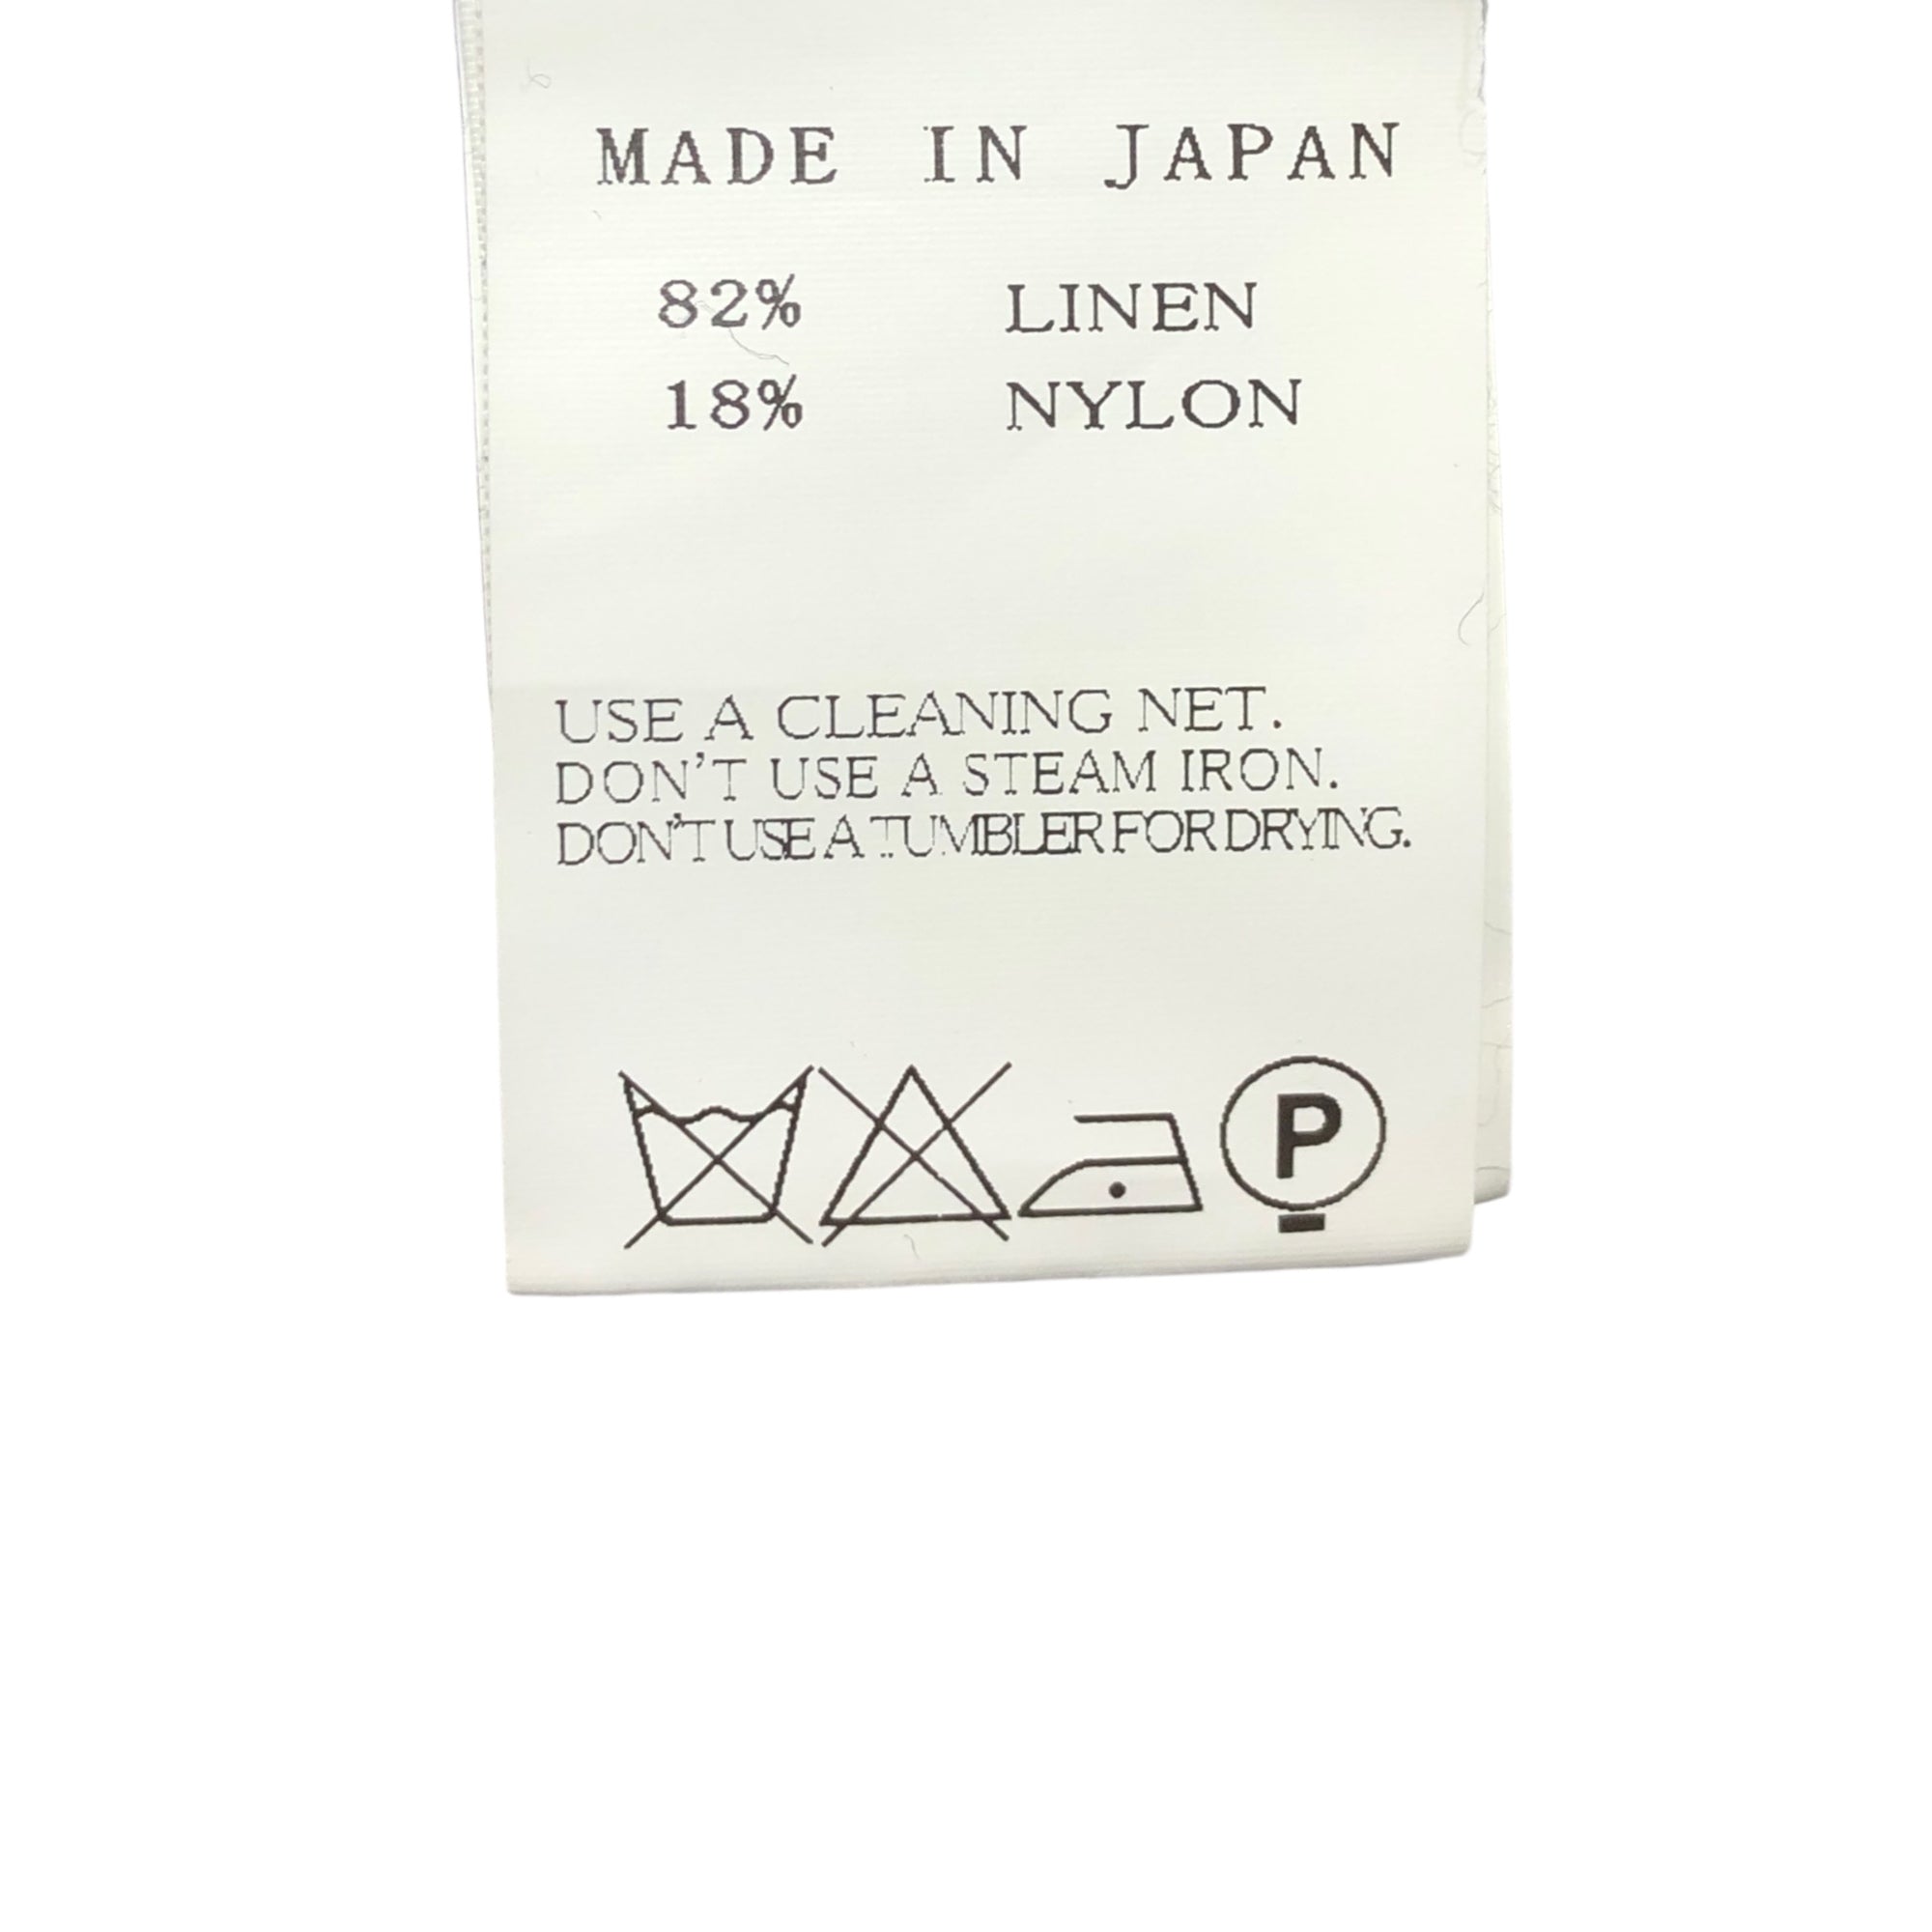 MADE IN JAPAN
82% LINEN
18% NYLON
USE A CLEANING NET.
DON'T USE A STEAM IRON.
DON'T USE A TUMBLER FOR DRYING.
P